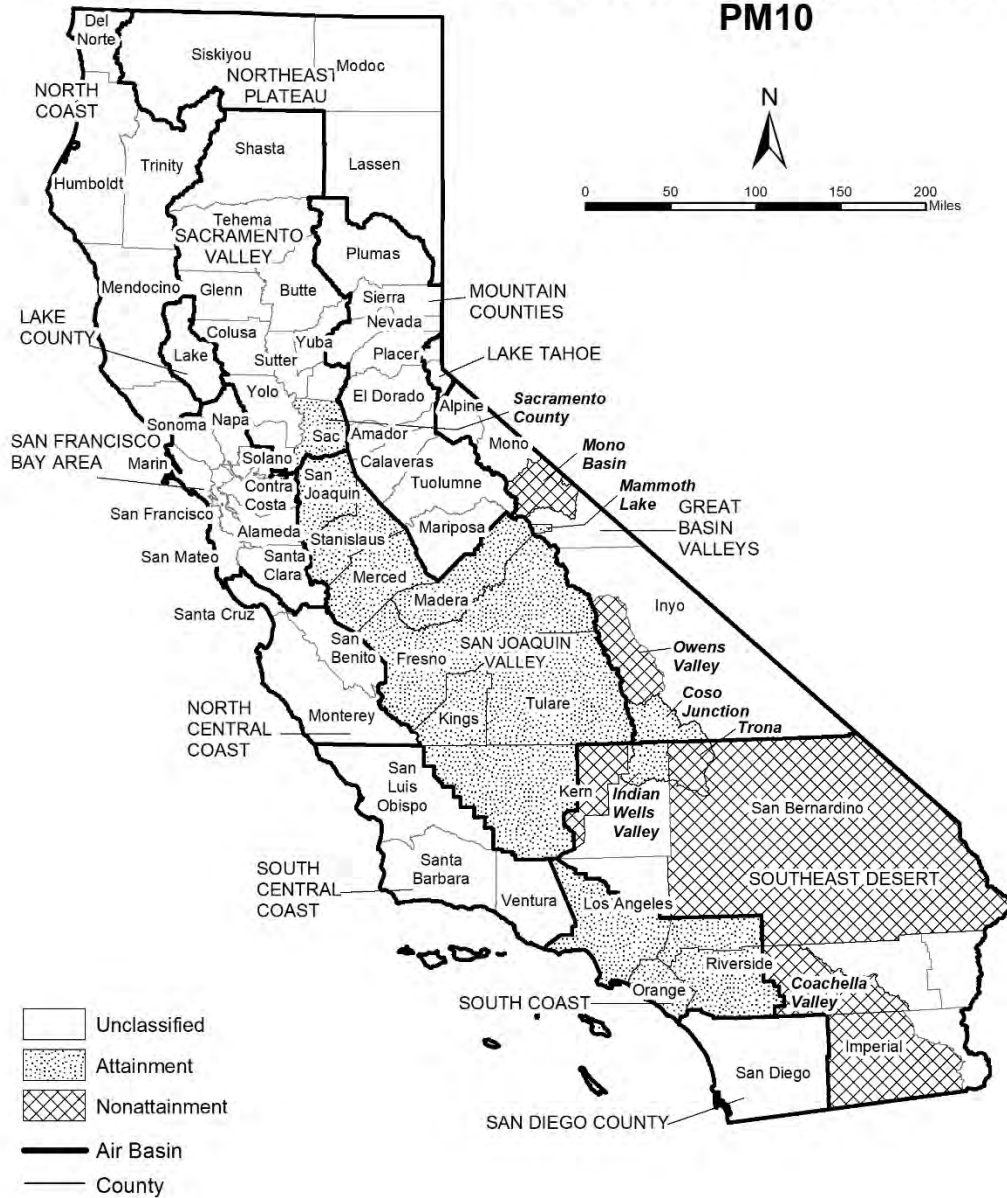 PM10
N
0 50 100 150 200
Miles
Del
Norte
Siskiyou
Modoc
NORTHEAST
PLATEAU
NORTH
COAST
Shasta
Trinity
Lassen
Humboldt
Tehema
SACRAMENTO
VALLEY
Plumas
Mendocino
Glenn
Butte
Sierra
MOUNTAIN
COUNTIES
Nevada
LAKE
COUNTY
Colusa
Yuba
Lake
Sutter
Placer
LAKE TAHOE
Yolo
El Dorado
Alpine
Sacramento
County
Sonoma
Napa
Sac
Amador
Mono
SAN FRANCISCO
BAY AREA
Marin
Solano
Calaveras
Mono
Basin
San
Joaquin
Contra
Costa
Tuolumne
Mammoth
Lake
San Francisco
GREAT
BASIN
VALLEYS
Alameda
Stanislaus
Mariposa
San Mateo
Santa
Clara
Merced
Santa Cruz
Madera
Inyo
San
Benito
Fresno
SAN JOAQUIN
VALLEY
Owens
Valley
NORTH
CENTRAL
COAST
Monterey
Kings
Tulare
Coso
Junction
Trona
San
Luis
Obispo
Kern
Indian
Wells
Valley
San Bernardino
SOUTH
CENTRAL
COAST
Santa
Barbara
Ventura
Los Angeles
SOUTHEAST DESERT
Riverside
Orange
Coachella
Valley
SOUTH COAST
Imperial
San Diego
SAN DIEGO COUNTY
Unclassified
Attainment
Nonattainment
Air Basin
County